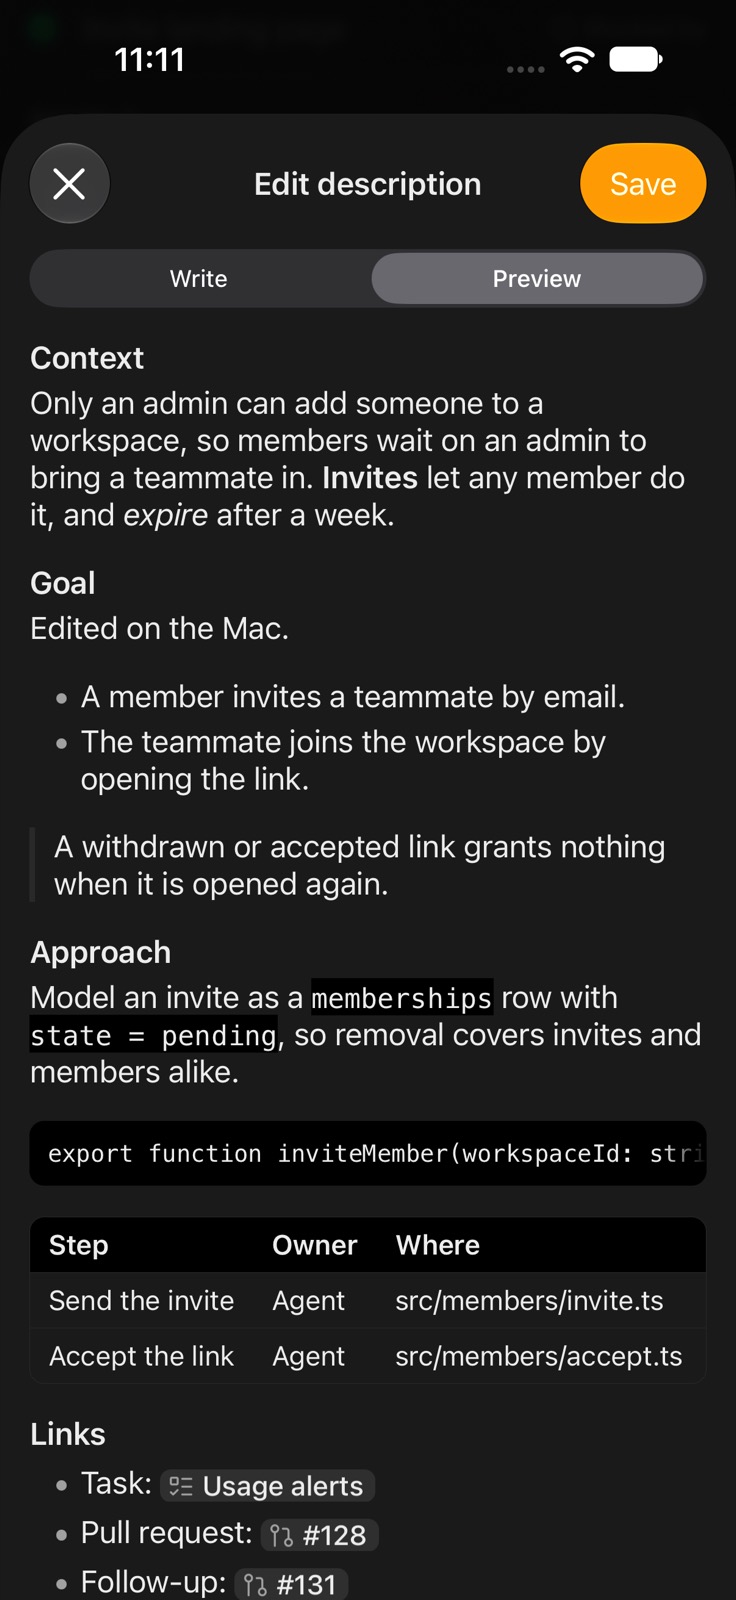 11:11
Edit description
Save
Write
Preview
Context
Only an admin can add someone to a
workspace, so members wait on an admin to
bring a teammate in. Invites let any member do
it, and expire after a week.
Goal
Edited on the Mac.
A member invites a teammate by email.
The teammate joins the workspace by
opening the link.
A withdrawn or accepted link grants nothing
when it is opened again.
Approach
Model an invite as a memberships row with
state = pending, so removal covers invites and
members alike.
export function inviteMember(workspaceId: stri
Step Owner Where
Send the invite Agent src/members/invite.ts
Accept the link Agent src/members/accept.ts
Links
Task: Usage alerts
Pull request: #128
Follow-up: #131